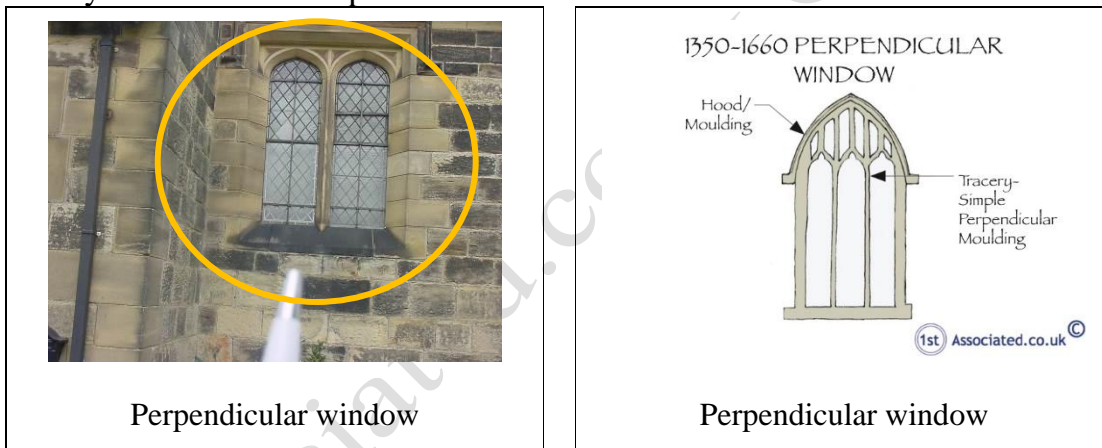 1350-1660 PERPENDICULAR
WINDOW
Hood/
Moulding
Tracery-
Simple
Perpendicular
Moulding
1st Associated.co.uk ©
Perpendicular window
Perpendicular window